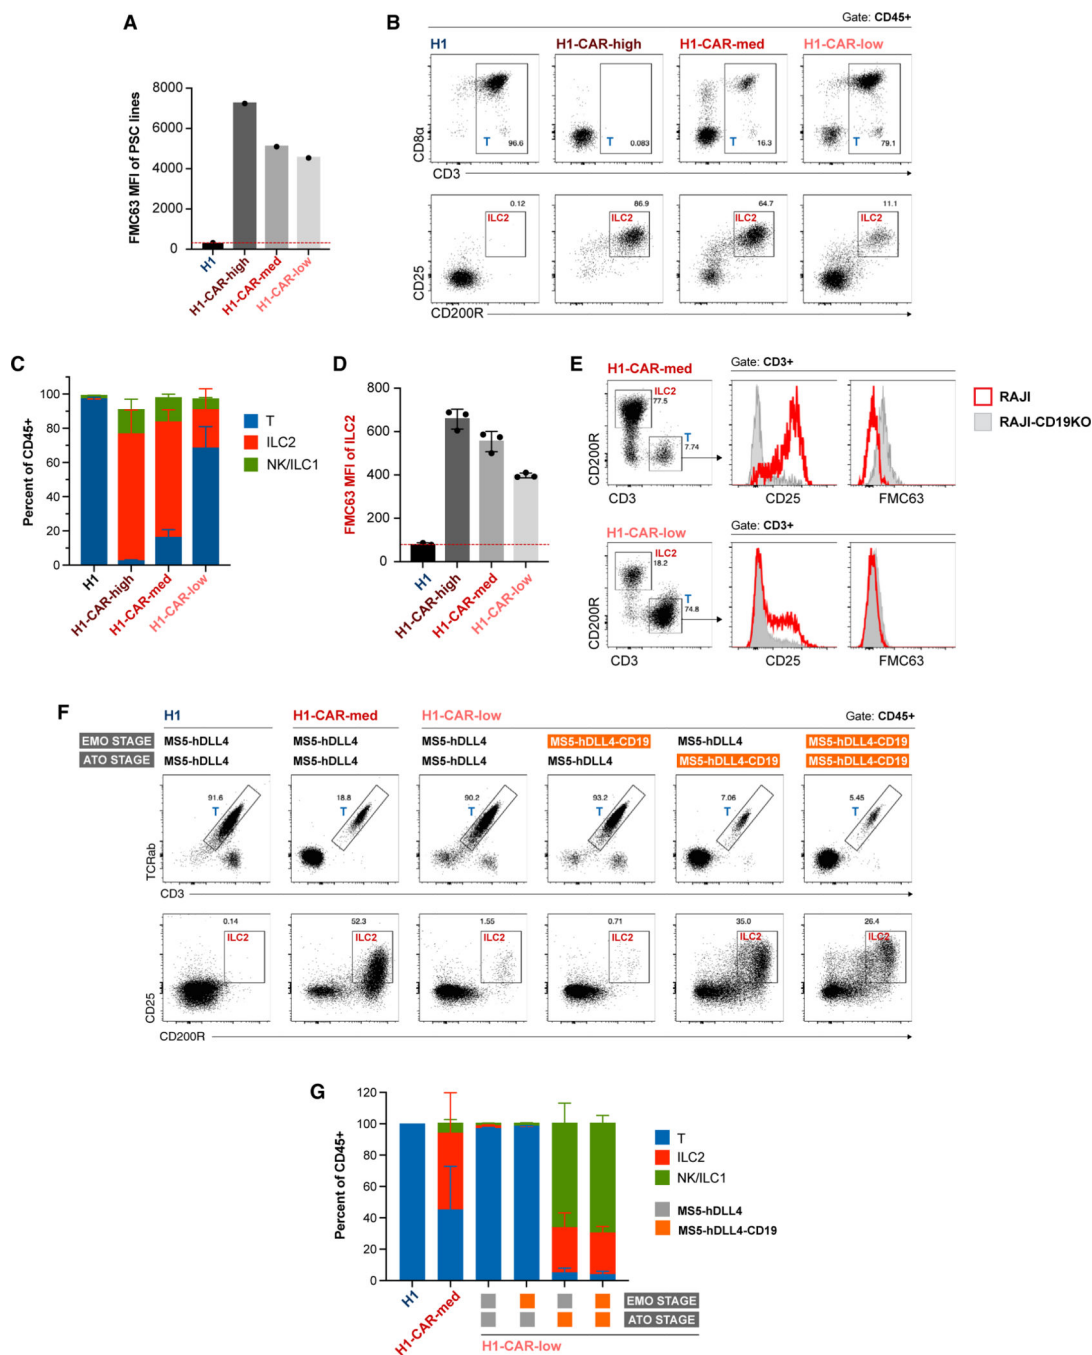 A
FMC63 MFI of PSC lines
8000
6000
4000
2000
0
H1
H1-CAR-high
H1-CAR-med
H1-CAR-low
B
Gate: CD45+
H1
H1-CAR-high
H1-CAR-med
H1-CAR-low
CD8α
T
96.6
T
0.083
T
16.3
T
79.1
CD3
0.12
ILC2
86.9
ILC2
64.7
ILC2
11.1
ILC2
CD25
CD200R
C
Percent of CD45+
100
80
60
40
20
0
H1
H1-CAR-high
H1-CAR-med
H1-CAR-low
T
ILC2
NK/ILC1
D
FMC63 MFI of ILC2
800
600
400
200
0
H1
H1-CAR-high
H1-CAR-med
H1-CAR-low
E
H1-CAR-med
Gate: CD3+
ILC2
77.5
T
7.74
CD200R
CD3
CD25
FMC63
RAJI
RAJI-CD19KO
H1-CAR-low
Gate: CD3+
ILC2
18.2
T
74.8
CD200R
CD3
CD25
FMC63
F
H1
H1-CAR-med
H1-CAR-low
Gate: CD45+
EMO STAGE
MS5-hDLL4
MS5-hDLL4
MS5-hDLL4
MS5-hDLL4-CD19
MS5-hDLL4
MS5-hDLL4-CD19
ATO STAGE
MS5-hDLL4
MS5-hDLL4
MS5-hDLL4
MS5-hDLL4
MS5-hDLL4-CD19
MS5-hDLL4-CD19
91.6
T
18.8
T
90.2
T
93.2
T
7.06
T
5.45
T
TCRab
CD3
0.14
ILC2
52.3
ILC2
1.55
ILC2
0.71
ILC2
35.0
ILC2
26.4
ILC2
CD25
CD200R
G
Percent of CD45+
120
100
80
60
40
20
0
H1
H1-CAR-med
H1-CAR-low
EMO STAGE
ATO STAGE
T
ILC2
NK/ILC1
MS5-hDLL4
MS5-hDLL4-CD19